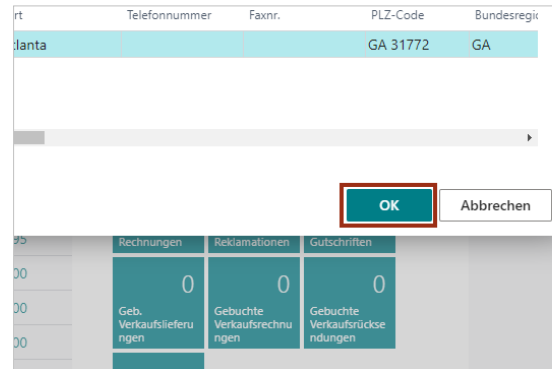 rt Telefonnummer Faxnr. PLZ-Code Bundesregio
tlanta GA 31772 GA
OK Abbrechen
95 Rechnungen Reklamationen Gutschriften
00 0 0 0
00 Geb. Gebuchte Gebuchte
Verkaufslieferu Verkaufsrechnu Verkaufsrückse
00 ngen ngen ndungen